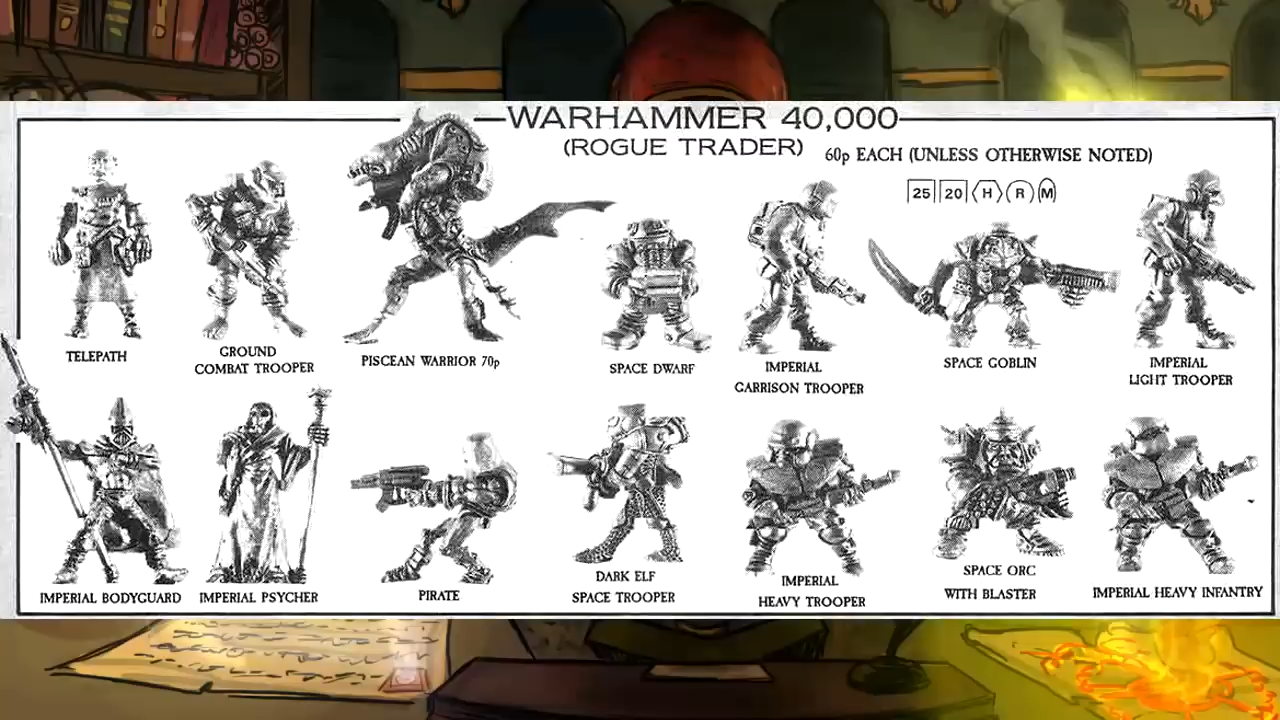 WARHAMMER 40,000
(ROGUE TRADER)
60p EACH (UNLESS OTHERWISE NOTED)
25 20 H R M
TELEPATH
GROUND
COMBAT TROOPER
PISCEAN WARRIOR 70p
SPACE DWARF
IMPERIAL
GARRISON TROOPER
SPACE GOBLIN
IMPERIAL
LIGHT TROOPER
IMPERIAL BODYGUARD
IMPERIAL PSYCHER
PIRATE
DARK ELF
SPACE TROOPER
IMPERIAL
HEAVY TROOPER
SPACE ORC
WITH BLASTER
IMPERIAL HEAVY INFANTRY